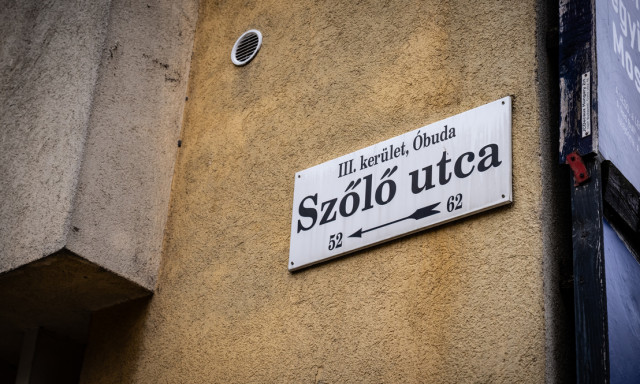 III. kerület, Óbuda
Szőlő utca
52 62